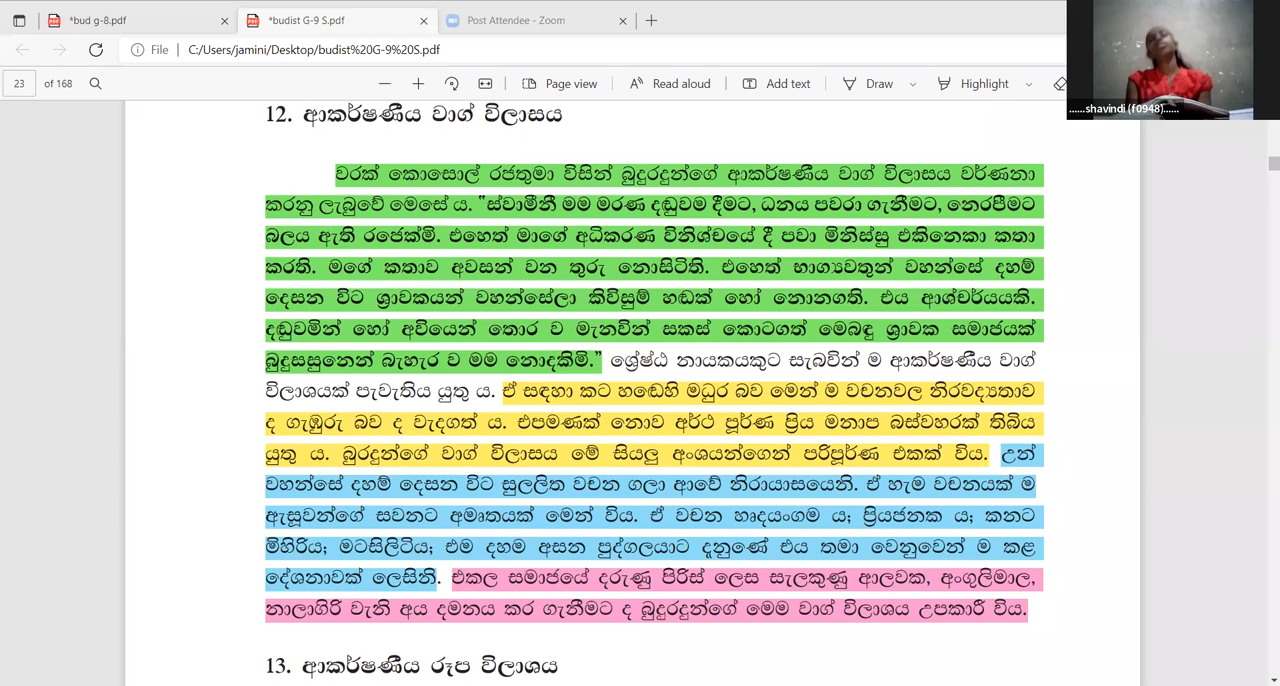 *bud g-8.pdf
*budist G-9 S.pdf
Post Attendee - Zoom
File C:/Users/jamini/Desktop/budist%20G-9%20S.pdf
23 of 168 Page view Read aloud Add text Draw Highlight
......shavindi (f0948)......
12. ආකර්ෂණීය වාග් විලාසය
වරක් කොසොල් රජතුමා විසින් බුදුරදුන්ගේ ආකර්ෂණීය වාග් විලාසය වර්ණනා
කරනු ලැබුවේ මෙසේ ය. “ස්වාමීනී මම මරණ දඬුවම දීමට, ධනය පවරා ගැනීමට, නෙරපීමට
බලය ඇති රජෙක්මි. එහෙත් මාගේ අධිකරණ විනිශ්චයේ දී පවා මිනිස්සු එකිනෙකා කතා
කරති. මගේ කතාව අවසන් වන තුරු නොසිටිති. එහෙත් භාග්‍යවතුන් වහන්සේ දහම්
දෙසන විට ශ්‍රාවකයන් වහන්සේලා කිවිසුම් හඬක් හෝ නොනගති. එය ආශ්චර්යයකි.
දඬුවමින් හෝ අවියෙන් තොර ව මැනවින් සකස් කොටගත් මෙබඳු ශ්‍රාවක සමාජයක්
බුදුසසුනෙන් බැහැර ව මම නොදකිමි.” ශ්‍රේෂ්ඨ නායකයකුට සැබවින් ම ආකර්ෂණීය වාග්
විලාශයක් පැවැතිය යුතු ය. ඒ සඳහා කට හඬෙහි මධුර බව මෙන් ම වචනවල නිරවද්‍යතාව
ද ගැඹුරු බව ද වැදගත් ය. එපමණක් නොව අර්ථ පූර්ණ ප්‍රිය මනාප බස්වහරක් තිබිය
යුතු ය. බුරදුන්ගේ වාග් විලාසය මේ සියලු අංශයන්ගෙන් පරිපූර්ණ එකක් විය. උන්
වහන්සේ දහම් දෙසන විට සුලලිත වචන ගලා ආවේ නිරායාසයෙනි. ඒ හැම වචනයක් ම
ඇසූවන්ගේ සවනට අමෘතයක් මෙන් විය. ඒ වචන හෘදයංගම ය; ප්‍රියජනක ය; කනට
මිහිරිය; මටසිලිටිය; එම දහම අසන පුද්ගලයාට දැනුණේ එය තමා වෙනුවෙන් ම කළ
දේශනාවක් ලෙසිනි. එකල සමාජයේ දරුණු පිරිස් ලෙස සැලකුණු ආලවක, අංගුලිමාල,
නාලාගිරි වැනි අය දමනය කර ගැනීමට ද බුදුරදුන්ගේ මෙම වාග් විලාශය උපකාරී විය.
13. ආකර්ෂණීය රූප විලාශය